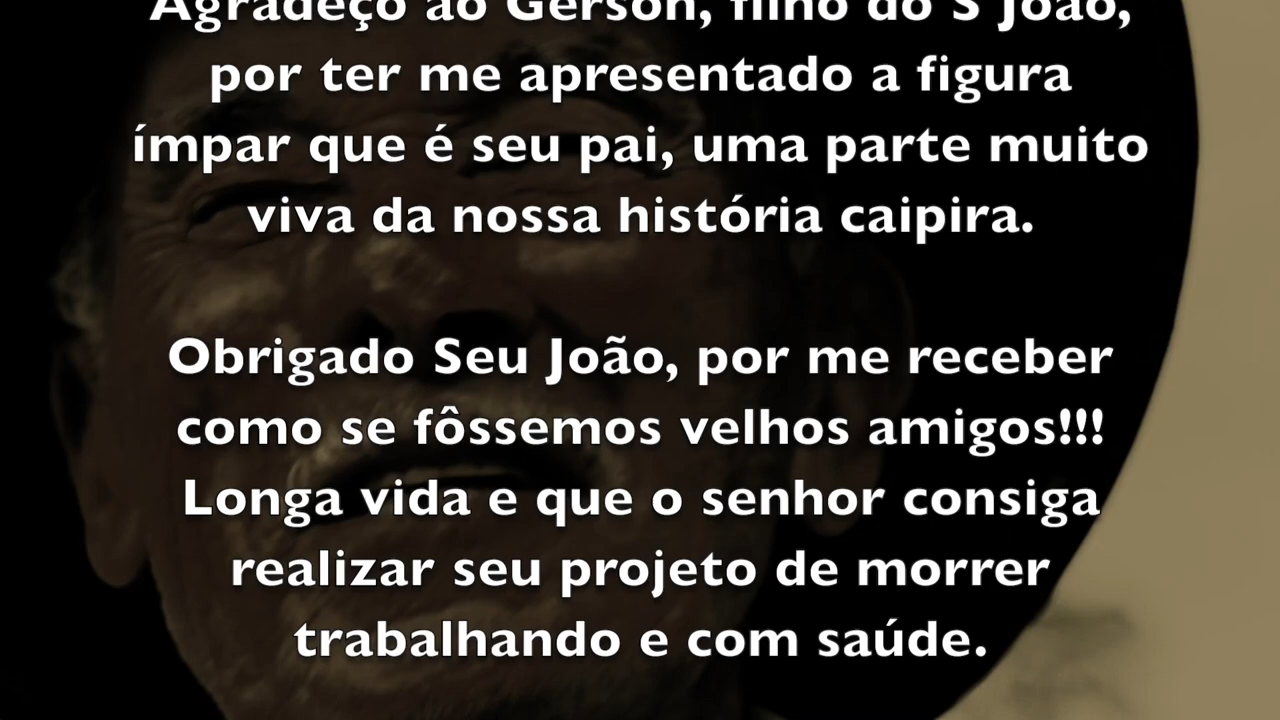 Agradeço ao Gerson, filho do S João,
por ter me apresentado a figura
ímpar que é seu pai, uma parte muito
viva da nossa história caipira.
Obrigado Seu João, por me receber
como se fôssemos velhos amigos!!!
Longa vida e que o senhor consiga
realizar seu projeto de morrer
trabalhando e com saúde.